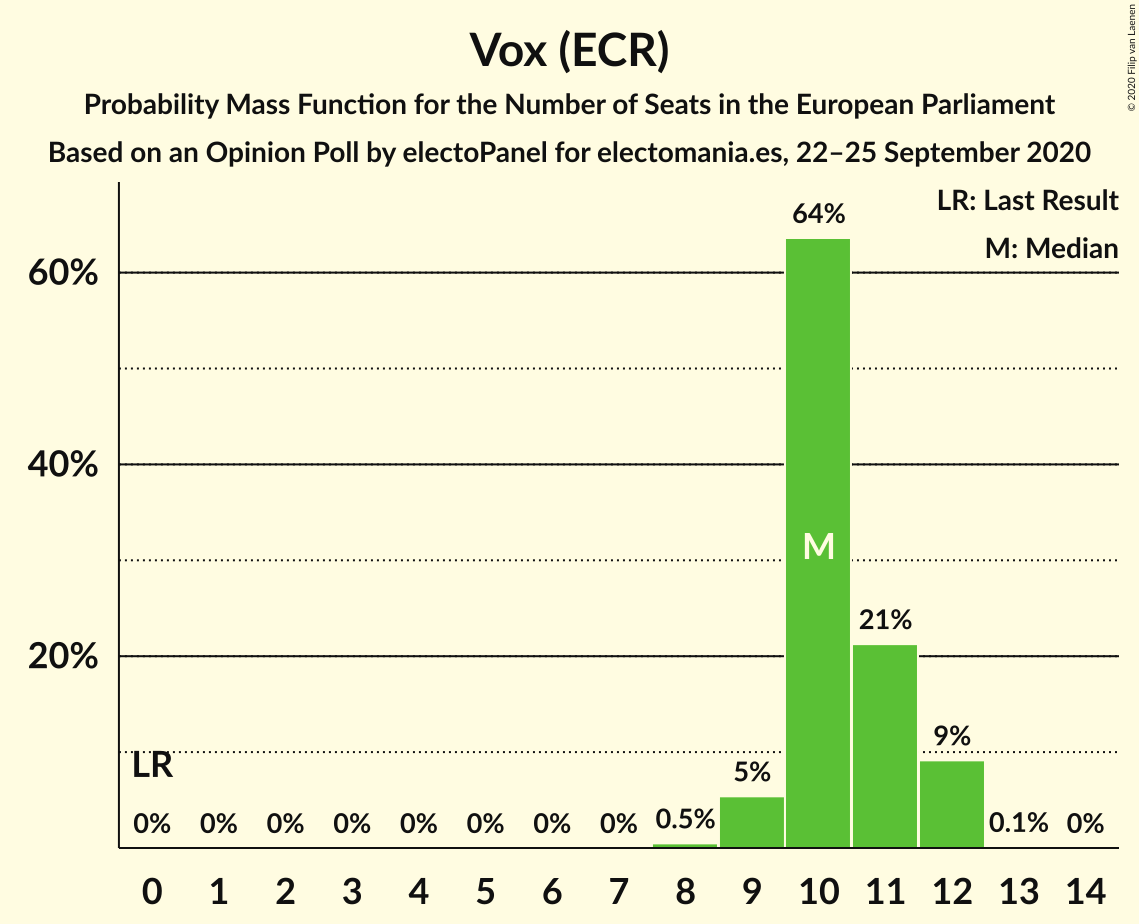 Vox (ECR)
Probability Mass Function for the Number of Seats in the European Parliament
Based on an Opinion Poll by electoPanel for electomania.es, 22–25 September 2020
© 2020 Filip van Laenen
LR: Last Result
M: Median
60%
40%
20%
LR
M
0%
0%
0%
0%
0%
0%
0%
0%
0.5%
5%
64%
21%
9%
0.1%
0%
0 1 2 3 4 5 6 7 8 9 10 11 12 13 14